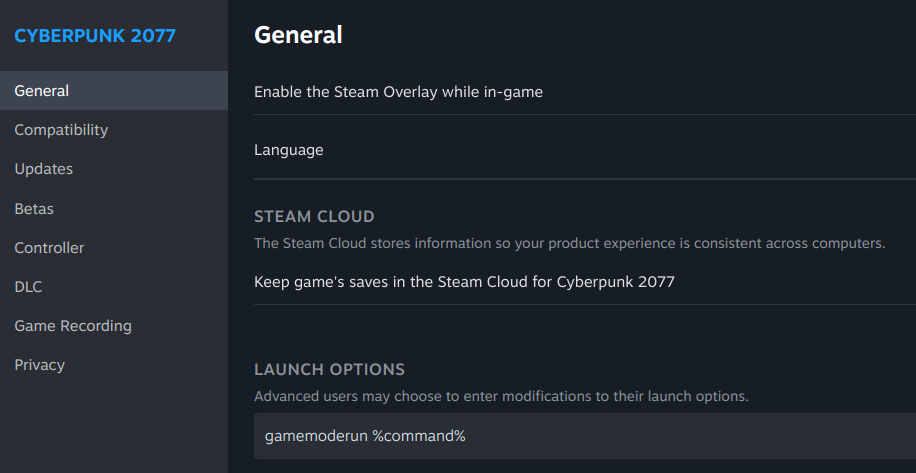 CYBERPUNK 2077
General
Compatibility
Updates
Betas
Controller
DLC
Game Recording
Privacy
General
Enable the Steam Overlay while in-game
Language
STEAM CLOUD
The Steam Cloud stores information so your product experience is consistent across computers.
Keep game's saves in the Steam Cloud for Cyberpunk 2077
LAUNCH OPTIONS
Advanced users may choose to enter modifications to their launch options.
gamemoderun %command%